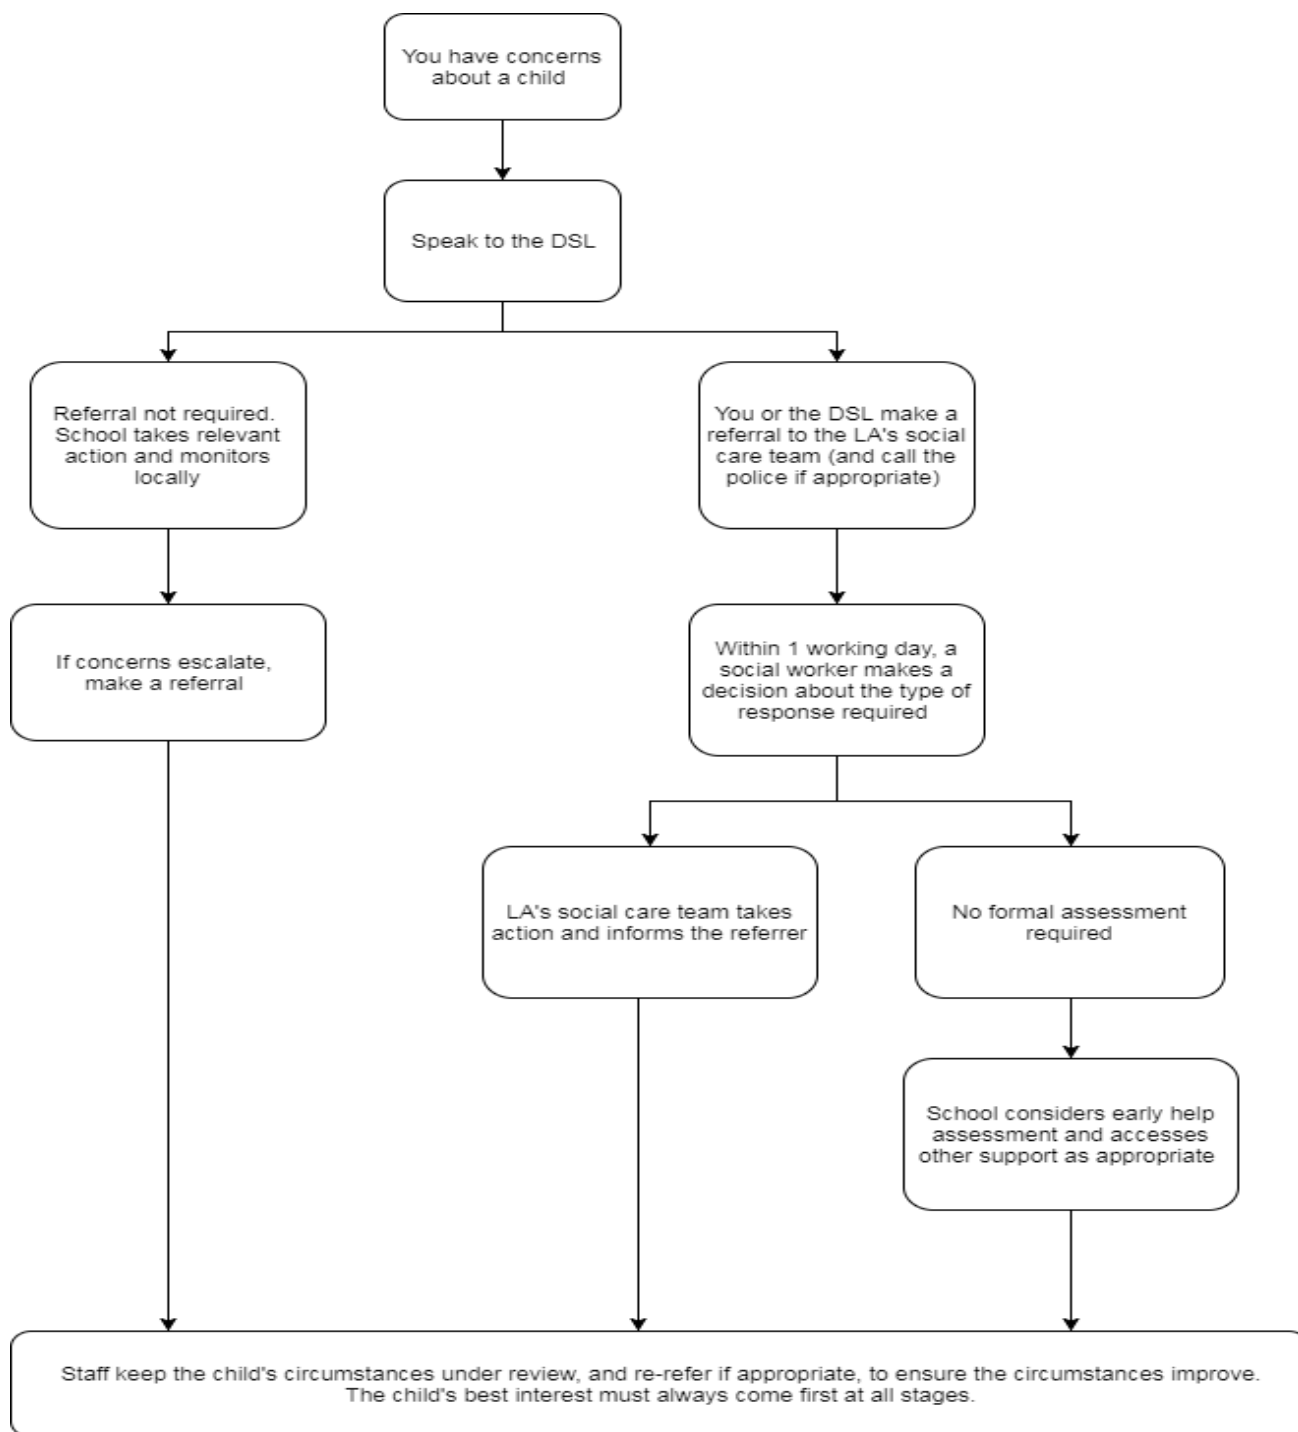 You have concerns
about a child
Speak to the DSL
Referral not required.
School takes relevant
action and monitors
locally
You or the DSL make a
referral to the LA's social
care team (and call the
police if appropriate)
If concerns escalate,
make a referral
Within 1 working day, a
social worker makes a
decision about the type of
response required
LA's social care team takes
action and informs the referrer
No formal assessment
required
School considers early help
assessment and accesses
other support as appropriate
Staff keep the child's circumstances under review, and re-refer if appropriate, to ensure the circumstances improve.
The child's best interest must always come first at all stages.